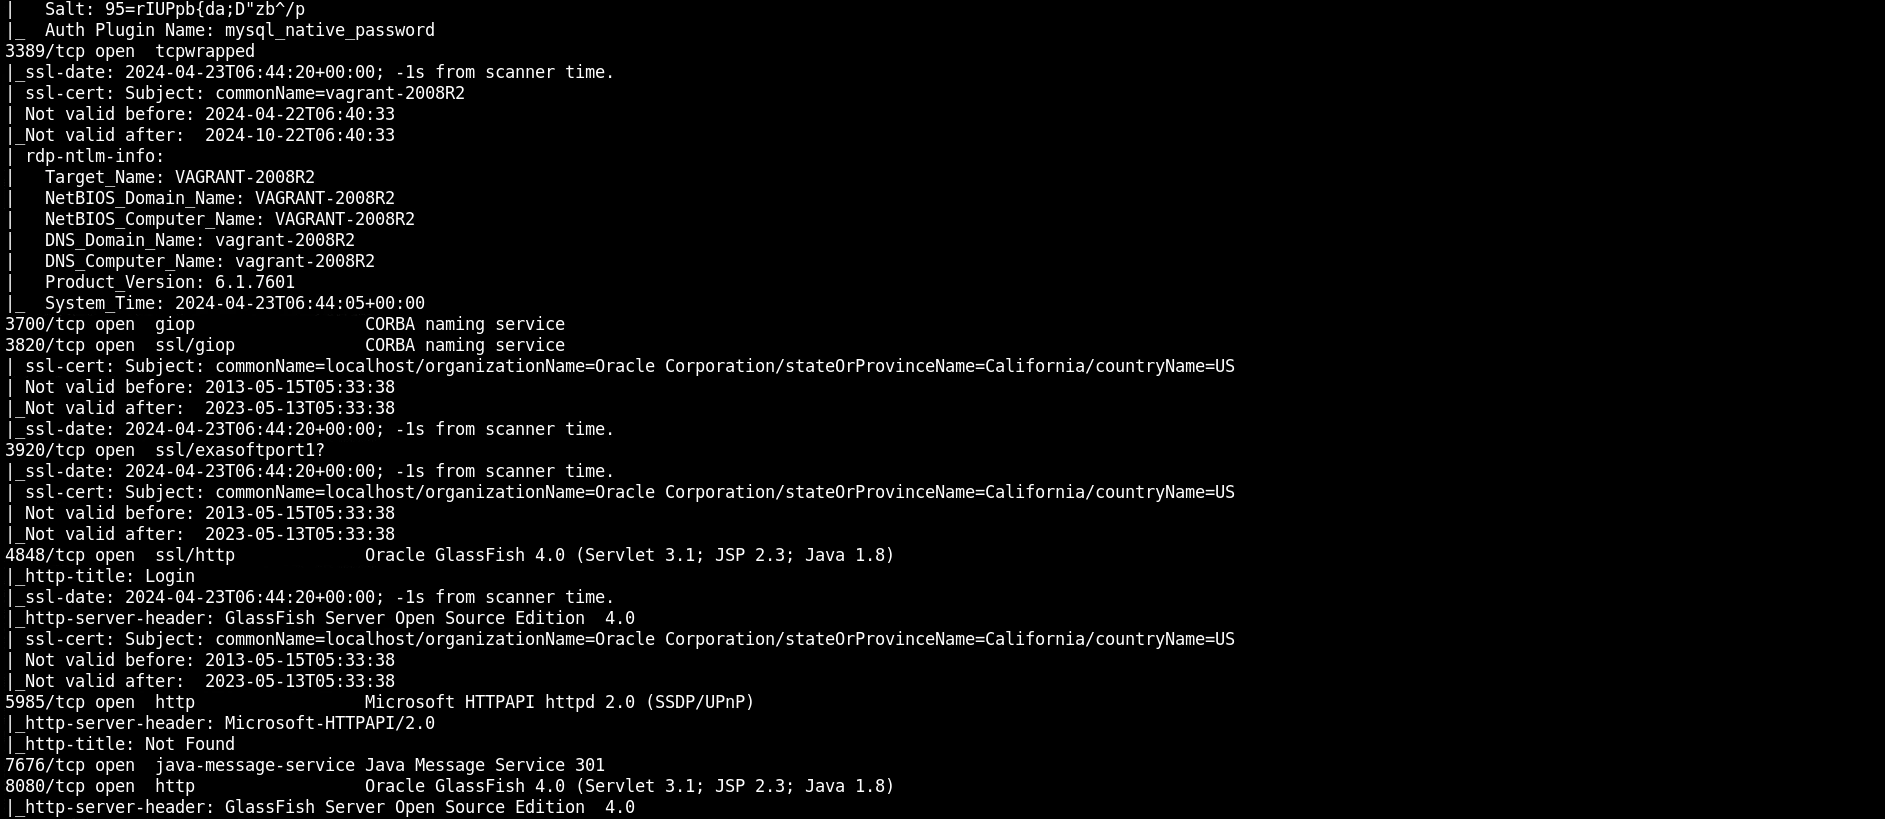 |   Salt: 95=rIUPpb{da;D"zb^/p
|_  Auth Plugin Name: mysql_native_password
3389/tcp open  tcpwrapped
|_ssl-date: 2024-04-23T06:44:20+00:00; -1s from scanner time.
| ssl-cert: Subject: commonName=vagrant-2008R2
| Not valid before: 2024-04-22T06:40:33
|_Not valid after:  2024-10-22T06:40:33
| rdp-ntlm-info:
|   Target_Name: VAGRANT-2008R2
|   NetBIOS_Domain_Name: VAGRANT-2008R2
|   NetBIOS_Computer_Name: VAGRANT-2008R2
|   DNS_Domain_Name: vagrant-2008R2
|   DNS_Computer_Name: vagrant-2008R2
|   Product_Version: 6.1.7601
|_  System_Time: 2024-04-23T06:44:05+00:00
3700/tcp open  giop                 CORBA naming service
3820/tcp open  ssl/giop             CORBA naming service
| ssl-cert: Subject: commonName=localhost/organizationName=Oracle Corporation/stateOrProvinceName=California/countryName=US
| Not valid before: 2013-05-15T05:33:38
|_Not valid after:  2023-05-13T05:33:38
|_ssl-date: 2024-04-23T06:44:20+00:00; -1s from scanner time.
3920/tcp open  ssl/exasoftport1?
|_ssl-date: 2024-04-23T06:44:20+00:00; -1s from scanner time.
| ssl-cert: Subject: commonName=localhost/organizationName=Oracle Corporation/stateOrProvinceName=California/countryName=US
| Not valid before: 2013-05-15T05:33:38
|_Not valid after:  2023-05-13T05:33:38
4848/tcp open  ssl/http             Oracle GlassFish 4.0 (Servlet 3.1; JSP 2.3; Java 1.8)
|_http-title: Login
|_ssl-date: 2024-04-23T06:44:20+00:00; -1s from scanner time.
|_http-server-header: GlassFish Server Open Source Edition  4.0
| ssl-cert: Subject: commonName=localhost/organizationName=Oracle Corporation/stateOrProvinceName=California/countryName=US
| Not valid before: 2013-05-15T05:33:38
|_Not valid after:  2023-05-13T05:33:38
5985/tcp open  http                 Microsoft HTTPAPI httpd 2.0 (SSDP/UPnP)
|_http-server-header: Microsoft-HTTPAPI/2.0
|_http-title: Not Found
7676/tcp open  java-message-service Java Message Service 301
8080/tcp open  http                 Oracle GlassFish 4.0 (Servlet 3.1; JSP 2.3; Java 1.8)
|_http-server-header: GlassFish Server Open Source Edition  4.0